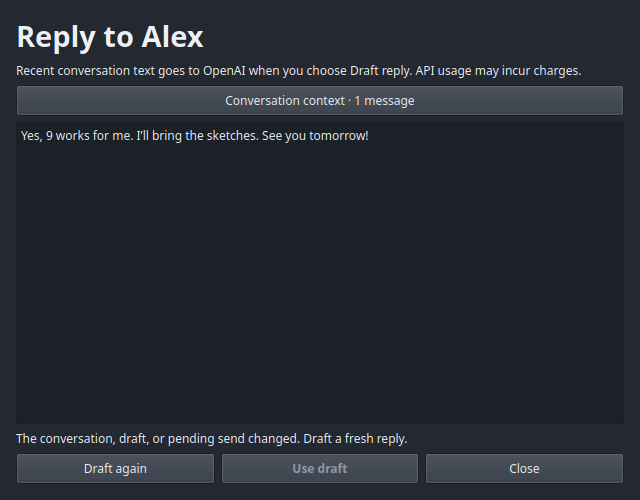 Reply to Alex
Recent conversation text goes to OpenAI when you choose Draft reply. API usage may incur charges.
Conversation context · 1 message
Yes, 9 works for me. I’ll bring the sketches. See you tomorrow!
The conversation, draft, or pending send changed. Draft a fresh reply.
Draft again
Use draft
Close